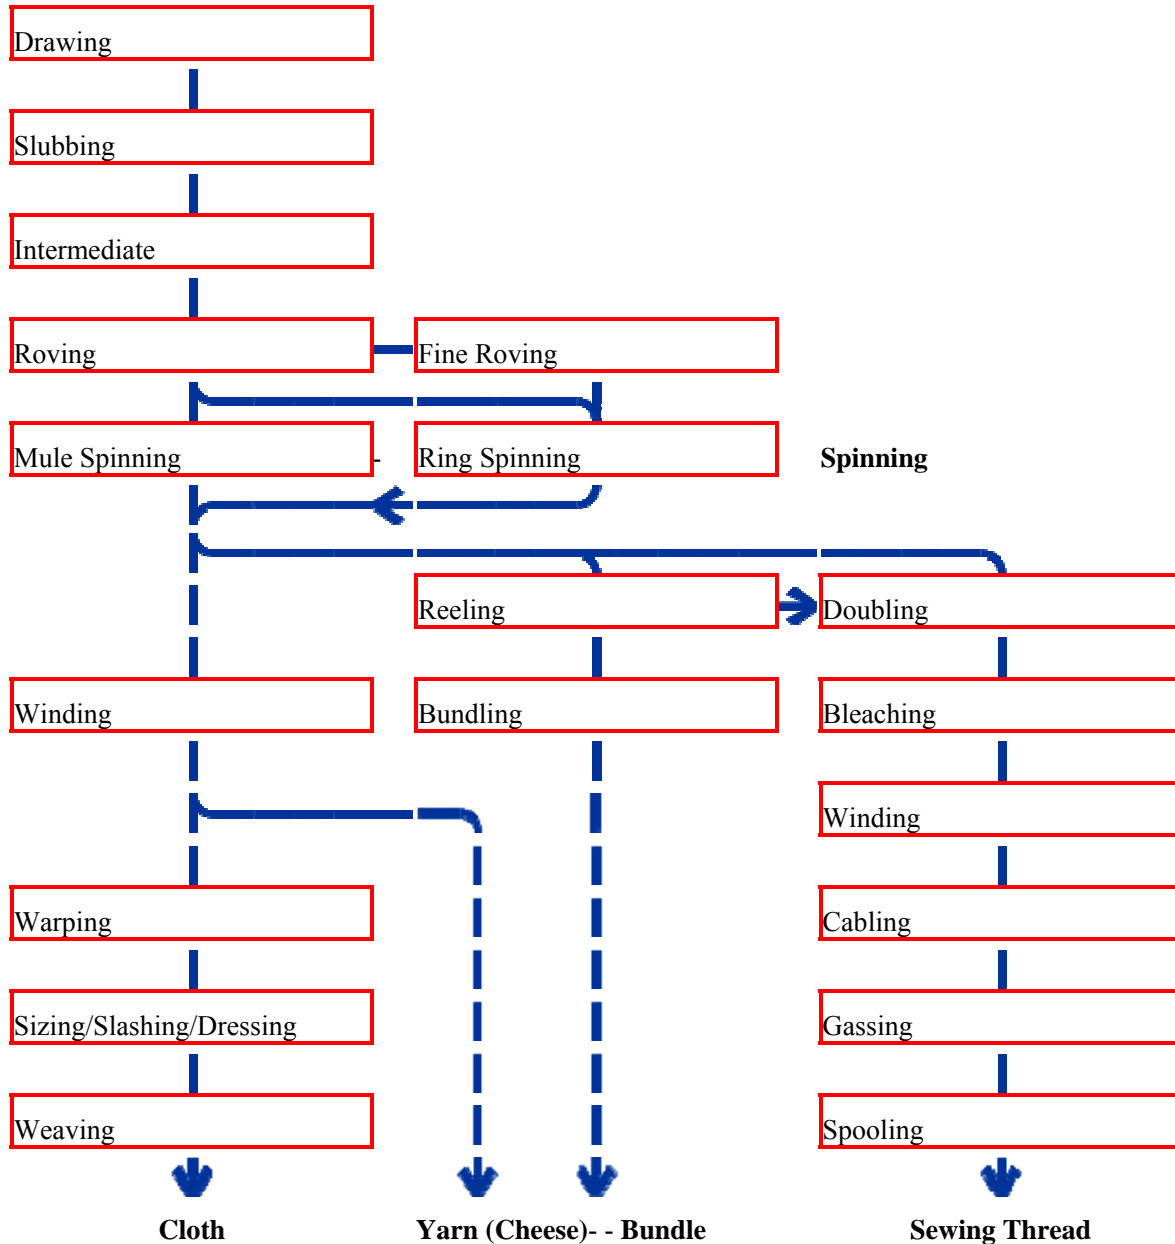 Drawing
Slubbing
Intermediate
Roving
Fine Roving
Mule Spinning
-
Ring Spinning
Spinning
Reeling
Doubling
Winding
Bundling
Bleaching
Winding
Warping
Cabling
Sizing/Slashing/Dressing
Gassing
Weaving
Spooling
Cloth
Yarn (Cheese)- - Bundle
Sewing Thread